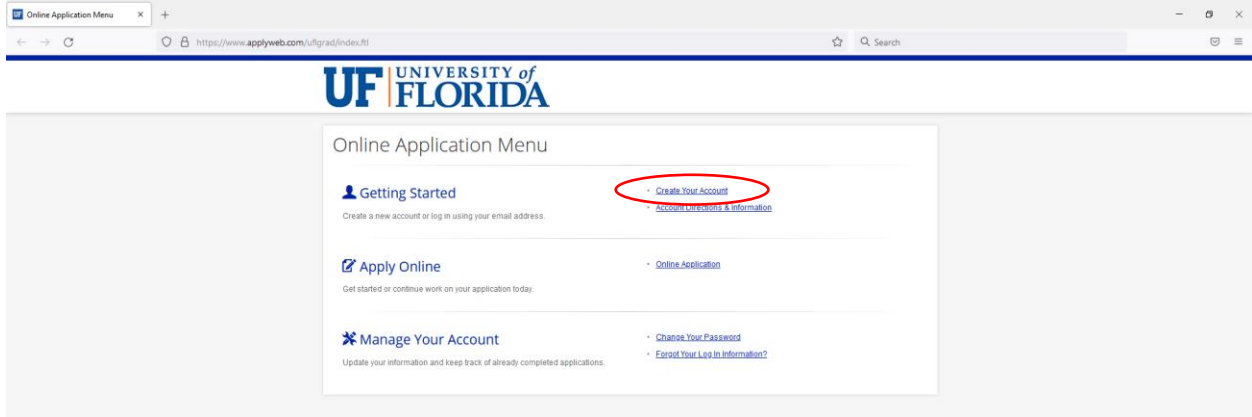 UF Online Application Menu × +
https://www.applyweb.com/uflgrad/index.ftl
Search
UF UNIVERSITY of
FLORIDA
Online Application Menu
Getting Started
Create a new account or log in using your email address.
• Create Your Account
• Account Directions & Information
Apply Online
Get started or continue work on your application today.
• Online Application
Manage Your Account
Update your information and keep track of already completed applications.
• Change Your Password
• Forgot Your Log In Information?